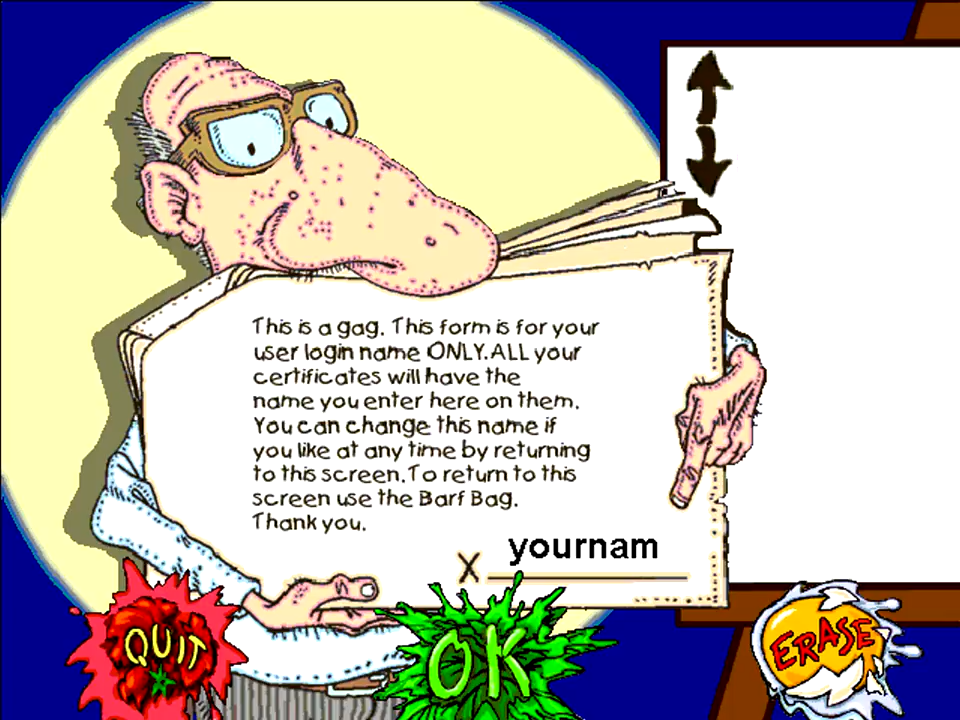 This is a gag. This form is for your
user login name ONLY.ALL your
certificates will have the
name you enter here on them.
You can change this name if
you like at any time by returning
to this screen.To return to this
screen use the Barf Bag.
Thank you.
X yournam
QUIT
OK
ERASE